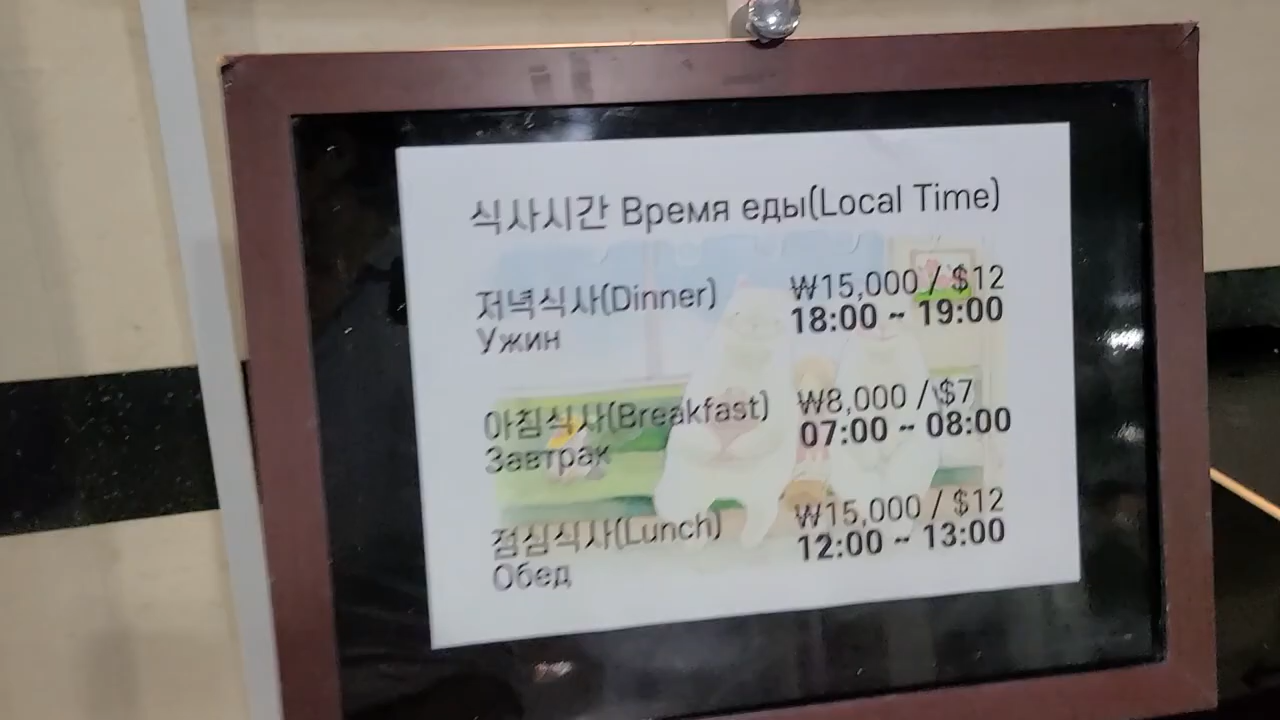 식사시간 Время еды(Local Time)
저녁식사(Dinner) ₩15,000 / $12
Ужин 18:00 ~ 19:00
아침식사(Breakfast) ₩8,000 / $7
Завтрак 07:00 ~ 08:00
점심식사(Lunch) ₩15,000 / $12
Обед 12:00 ~ 13:00